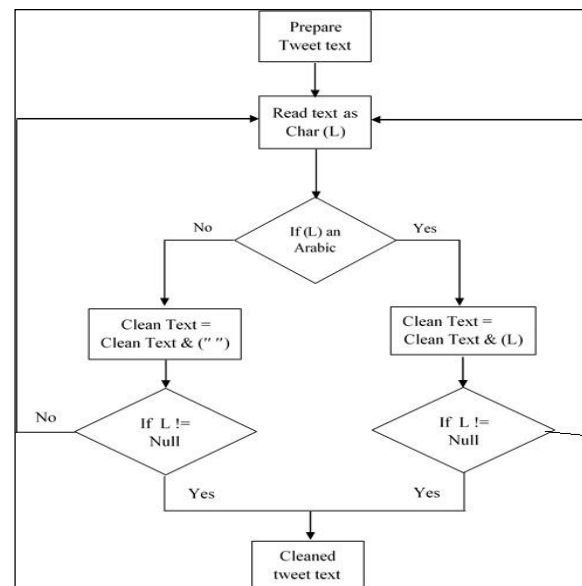 Prepare
Tweet text
Read text as
Char (L)
If (L) an
Arabic
No
Yes
Clean Text =
Clean Text & (" ")
Clean Text =
Clean Text & (L)
If L !=
Null
No
If L !=
Null
Yes
Yes
Cleaned
tweet text